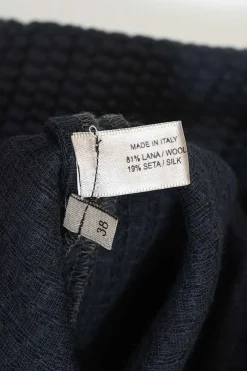 MADE IN ITALY
81% LANA / WOOL
19% SETA / SILK
38